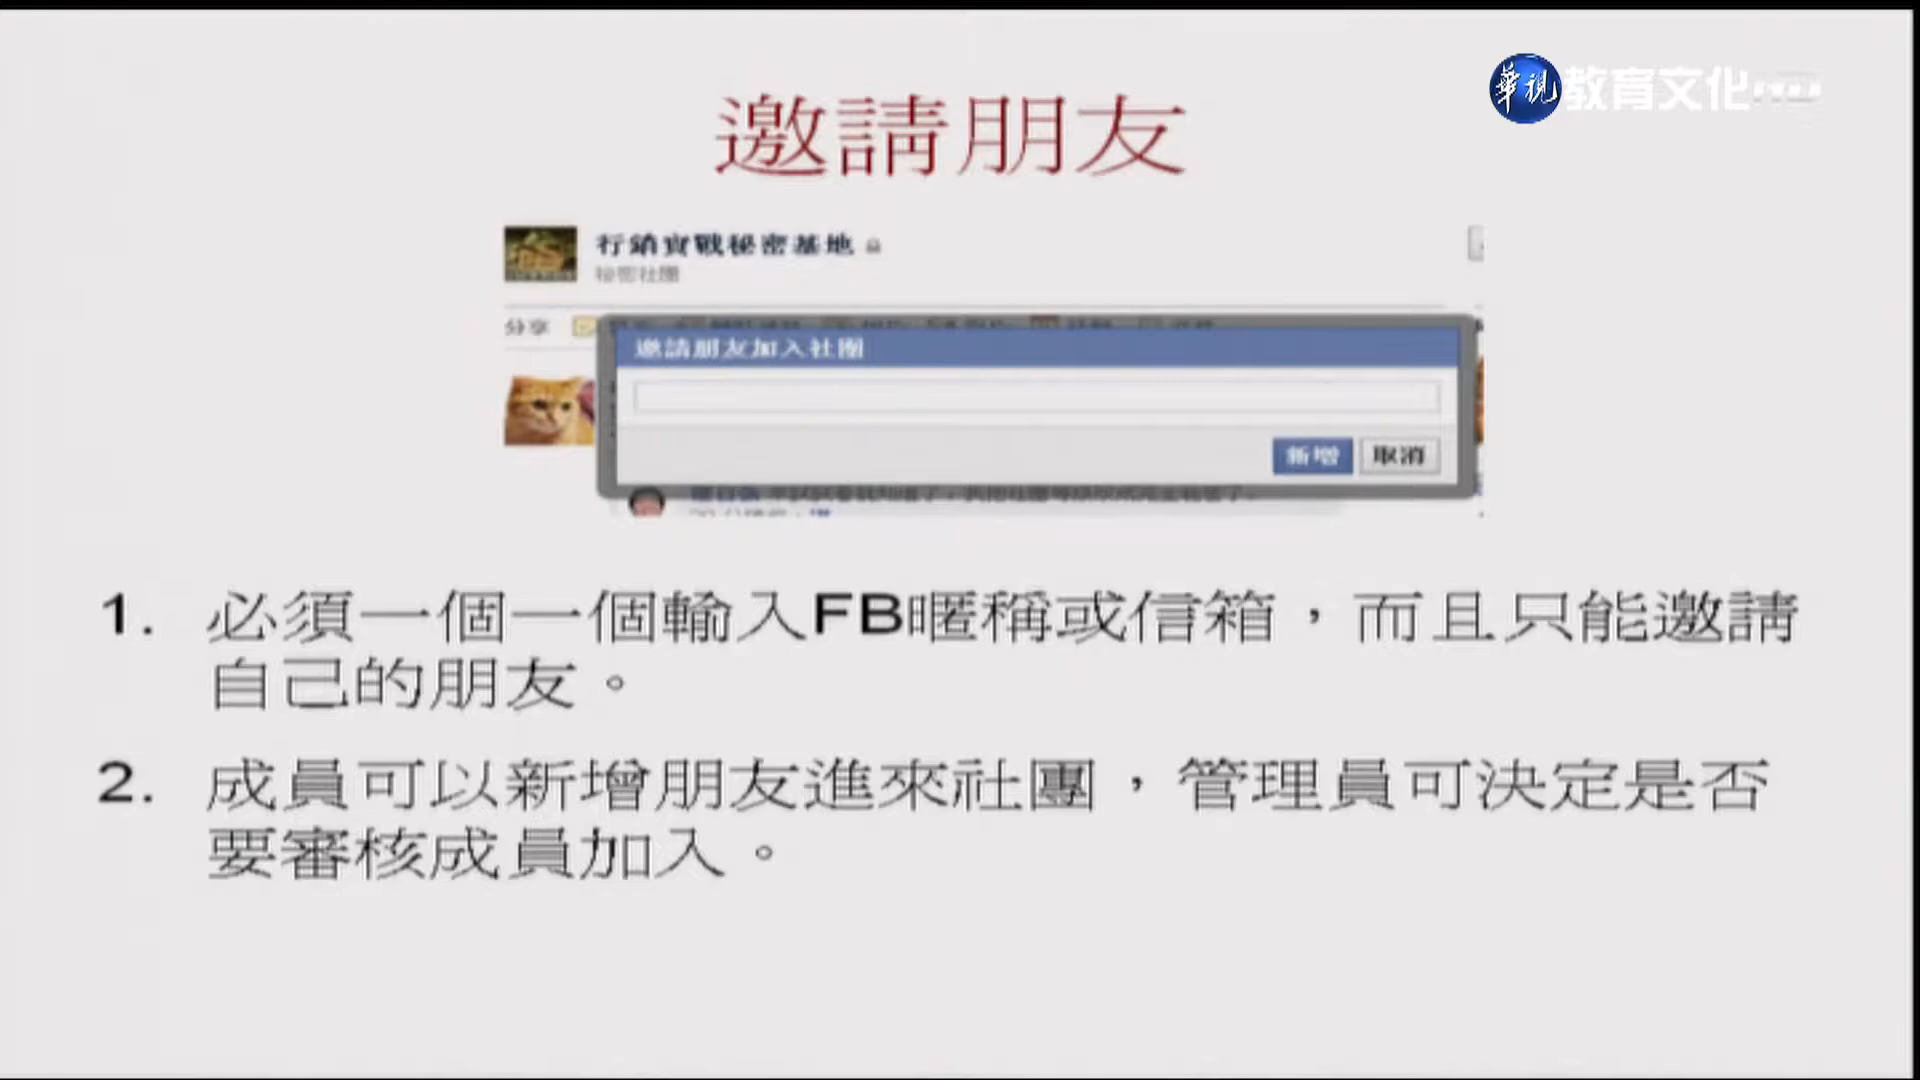 華視 教育文化
邀請朋友
行銷實戰秘密基地
秘密社團
分享
邀請朋友加入社團
新增 取消
1. 必須一個一個輸入FB暱稱或信箱，而且只能邀請
自己的朋友。
2. 成員可以新增朋友進來社團，管理員可決定是否
要審核成員加入。